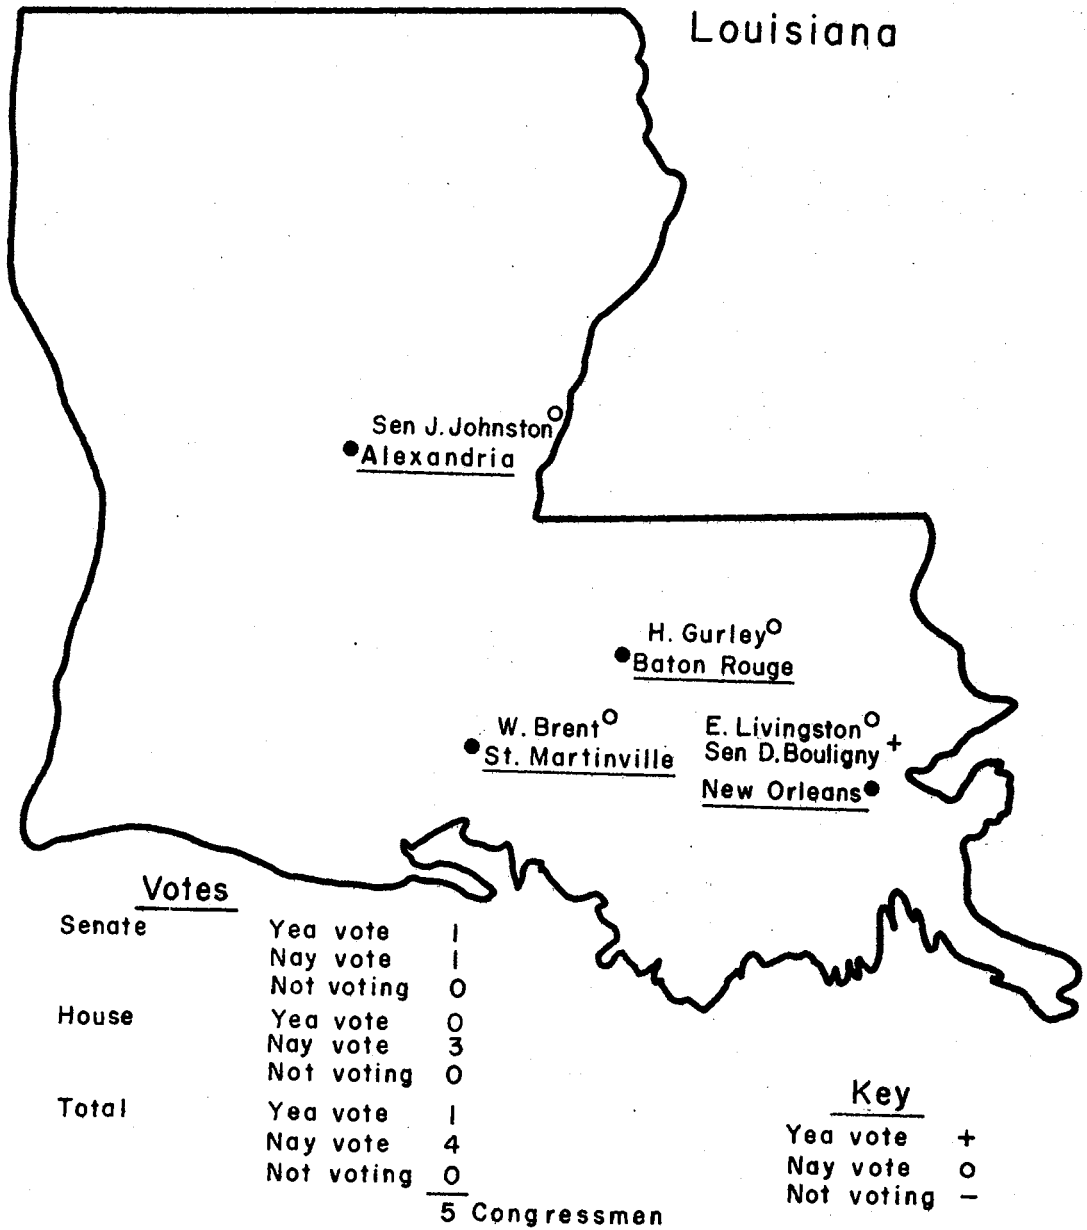 Louisiana
Sen J. Johnston o
Alexandria
H. Gurley o
Baton Rouge
W. Brent o
St. Martinville
E. Livingston o
Sen D. Bouligny +
New Orleans
Votes
Senate Yea vote 1
Nay vote 1
Not voting 0
House Yea vote 0
Nay vote 3
Not voting 0
Total Yea vote 1
Nay vote 4
Not voting 0
5 Congressmen
Key
Yea vote +
Nay vote o
Not voting −